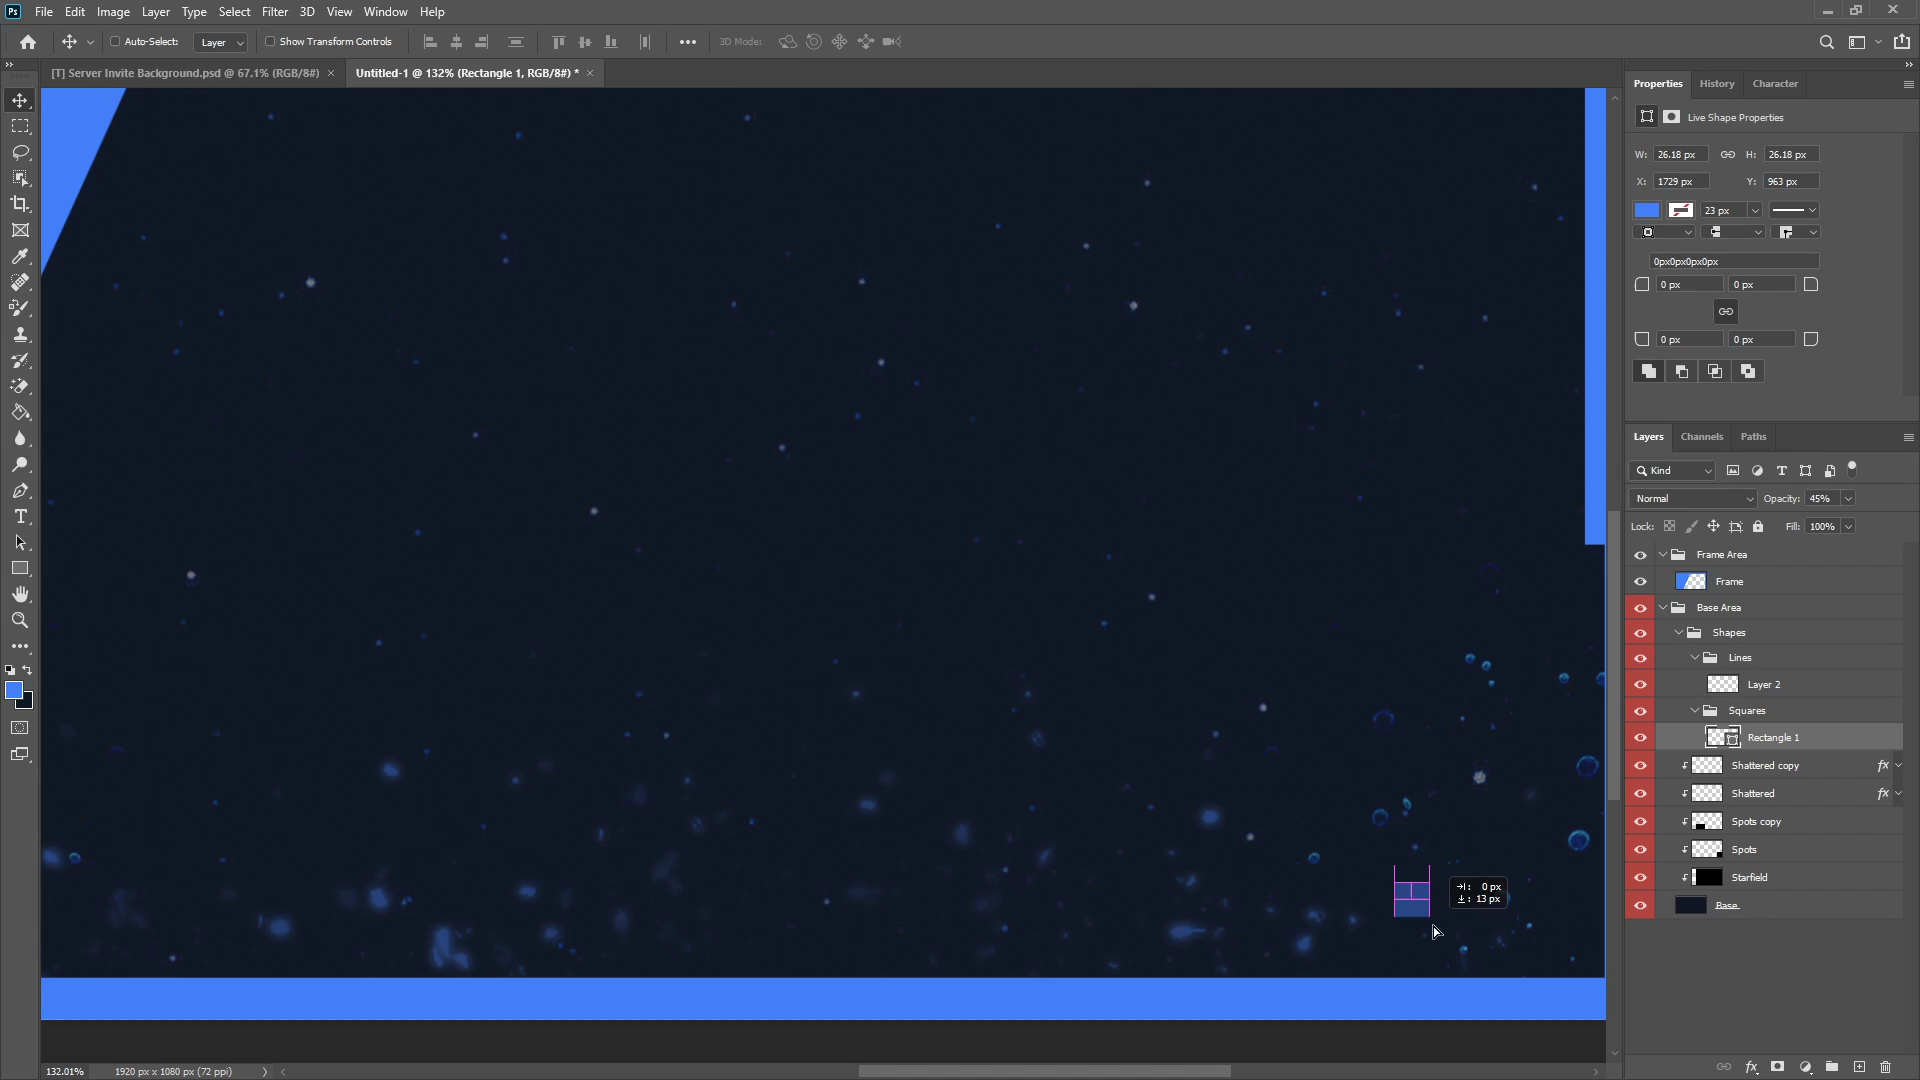 Ps File Edit Image Layer Type Select Filter 3D View Window Help
Auto-Select: Layer Show Transform Controls 3D Mode:
[T] Server Invite Background.psd @ 67.1% (RGB/8#) × Untitled-1 @ 132% (Rectangle 1, RGB/8#) * ×
Properties History Character
Live Shape Properties
W: 26.18 px H: 26.18 px
X: 1729 px Y: 963 px
23 px
0px0px0px0px
0 px 0 px
0 px 0 px
Layers Channels Paths
Kind
Normal Opacity: 45%
Lock: Fill: 100%
Frame Area
Frame
Base Area
Shapes
Lines
Layer 2
Squares
Rectangle 1
Shattered copy fx
Shattered fx
Spots copy
Spots
Starfield
Base
0 px
13 px
132.01% 1920 px x 1080 px (72 ppi)